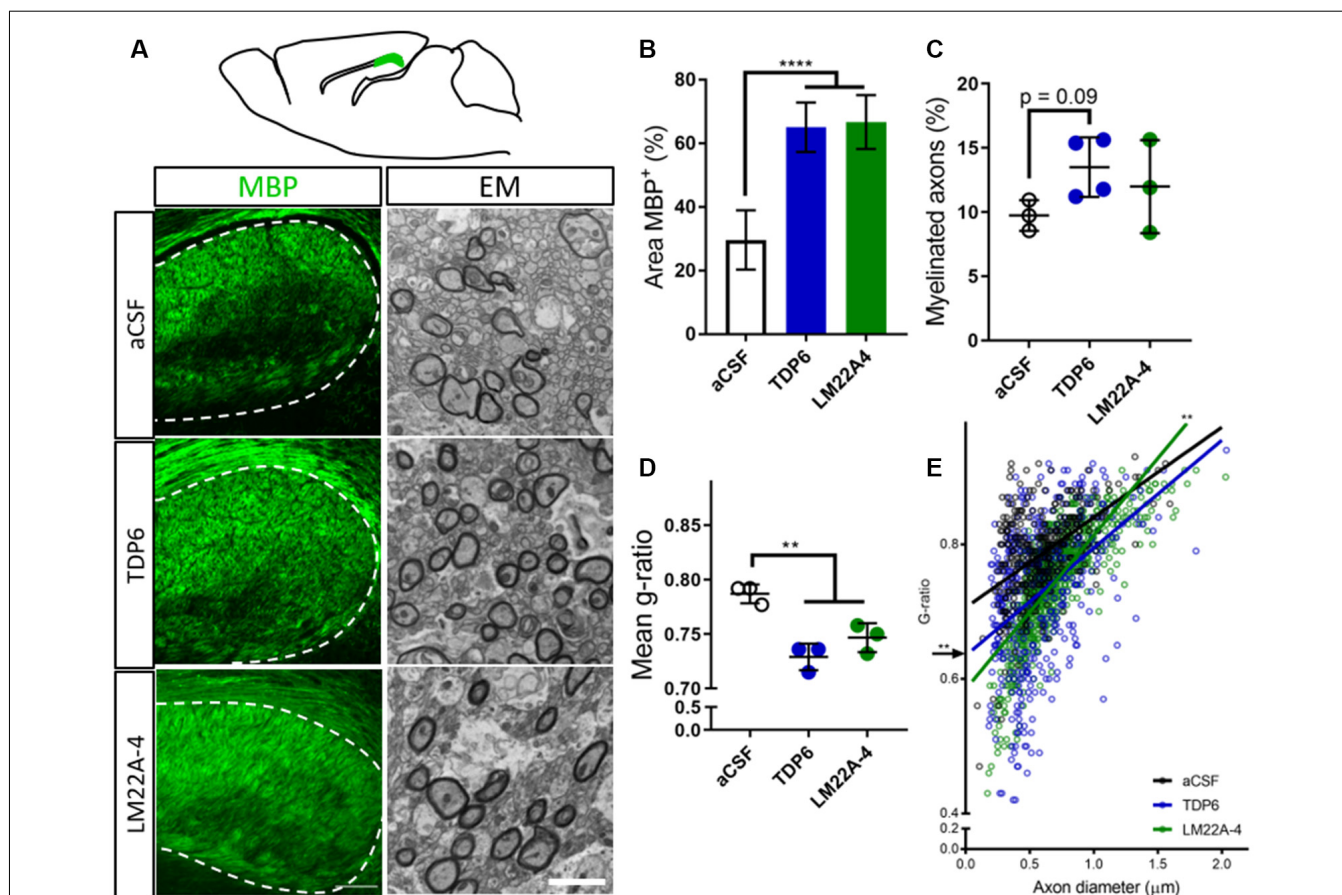 A
MBP
EM
aCSF
TDP6
LM22A-4
B
****
Area MBP+ (%)
80
60
40
20
0
aCSF
TDP6
LM22A4
C
p = 0.09
Myelinated axons (%)
20
15
10
5
0
aCSF
TDP6
LM22A-4
D
**
Mean g-ratio
0.85
0.80
0.75
0.70
0.5
0.0
aCSF
TDP6
LM22A-4
E
**
G-ratio
0.8
**
0.6
0.4
0.2
0.0
0.0
0.5
1.0
1.5
2.0
Axon diameter (μm)
aCSF
TDP6
LM22A-4